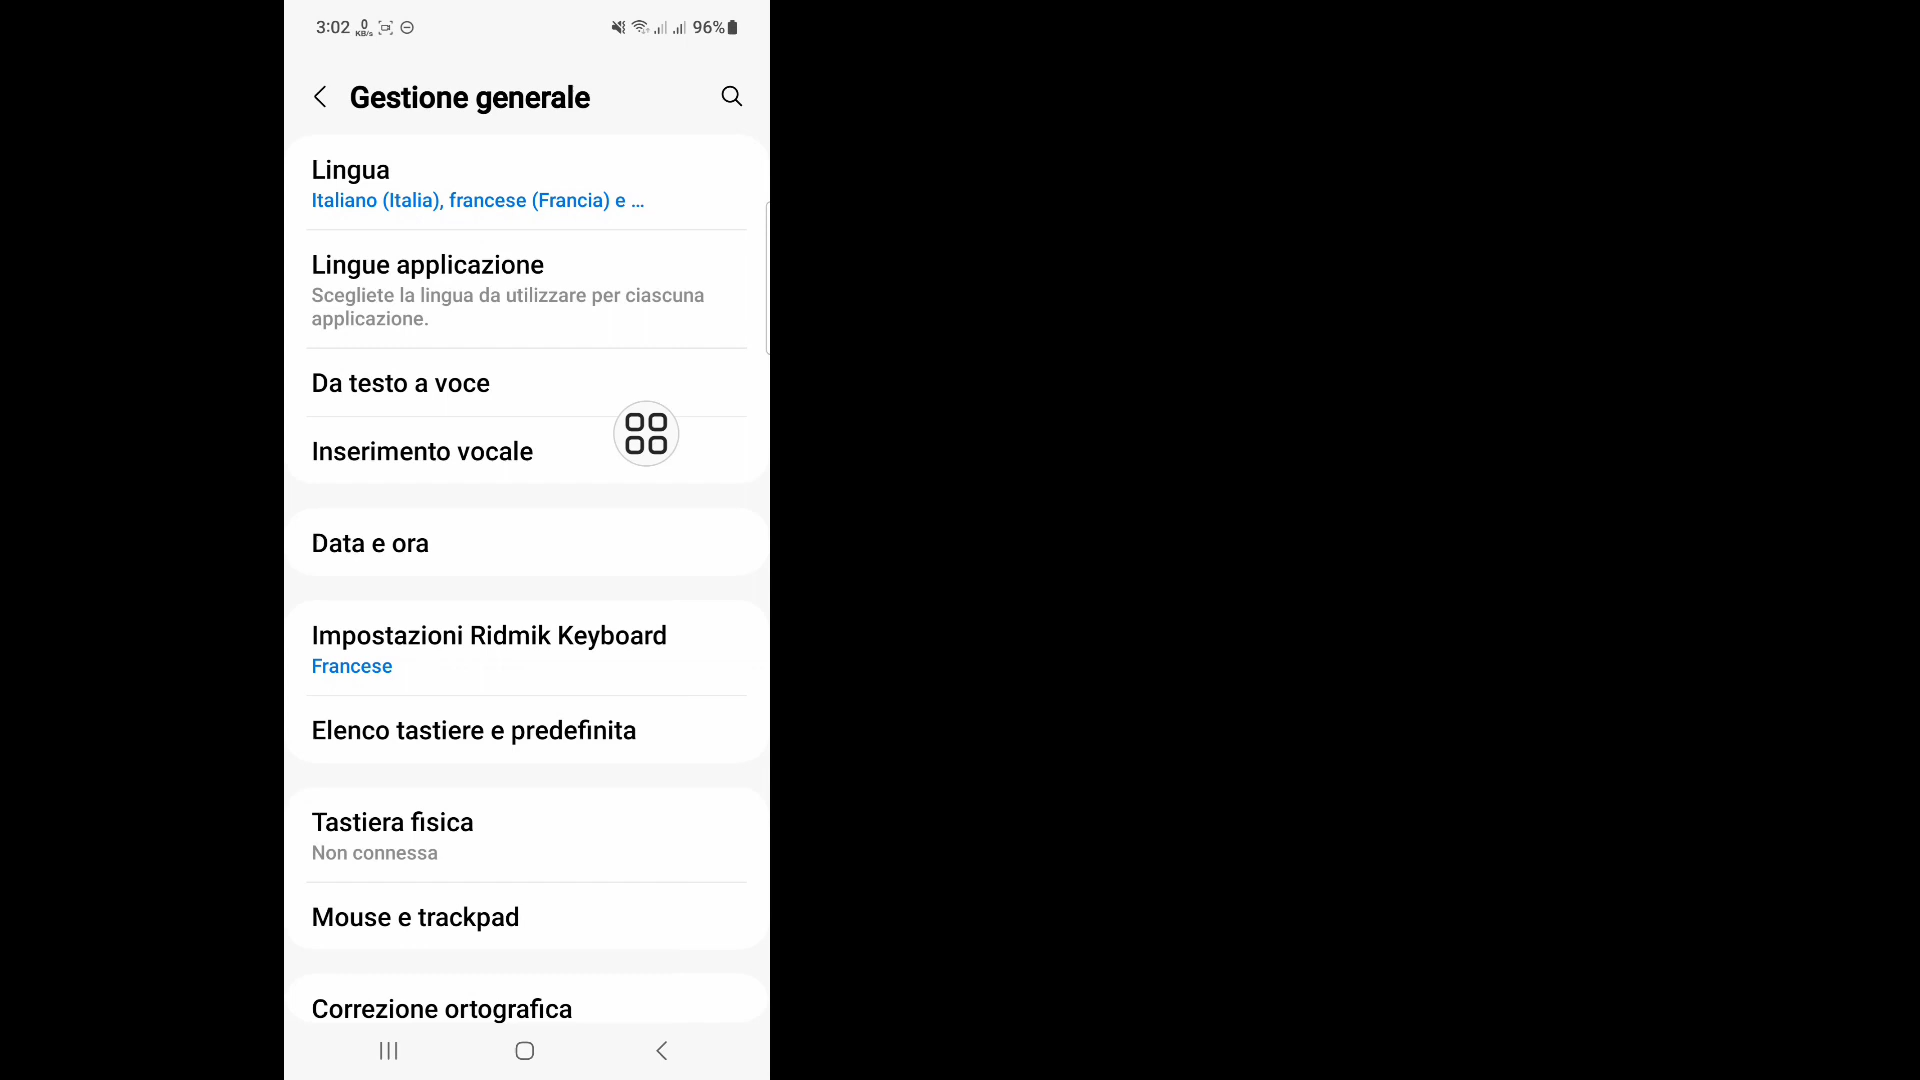 3:02 0 KB/s 96%
Gestione generale
Lingua
Italiano (Italia), francese (Francia) e ...
Lingue applicazione
Scegliete la lingua da utilizzare per ciascuna
applicazione.
Da testo a voce
Inserimento vocale
Data e ora
Impostazioni Ridmik Keyboard
Francese
Elenco tastiere e predefinita
Tastiera fisica
Non connessa
Mouse e trackpad
Correzione ortografica